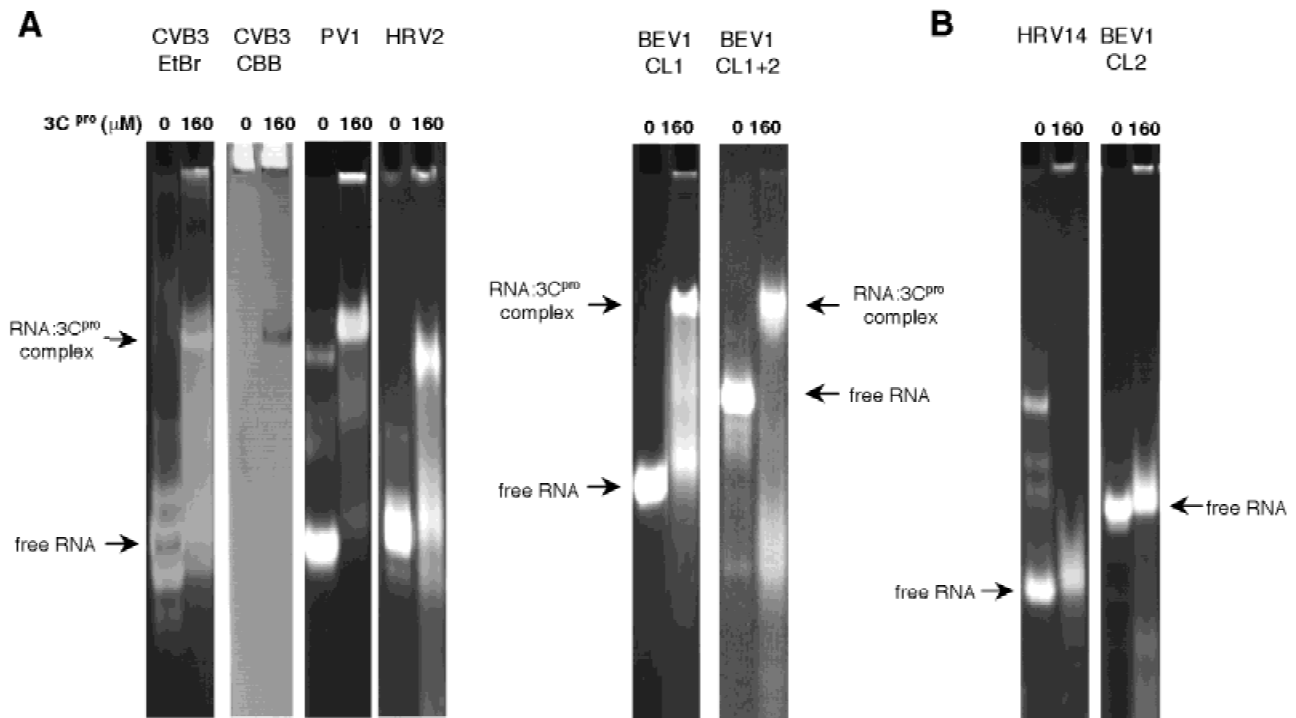 A
CVB3 CVB3 PV1 HRV2
EtBr CBB
BEV1 BEV1
CL1 CL1+2
B
HRV14 BEV1
CL2
3C pro (μM) 0 160 0 160 0 160 0 160
0 160 0 160
0 160 0 160
RNA:3Cpro
complex
free RNA
RNA:3Cpro
complex
free RNA
RNA:3Cpro
complex
free RNA
free RNA
free RNA